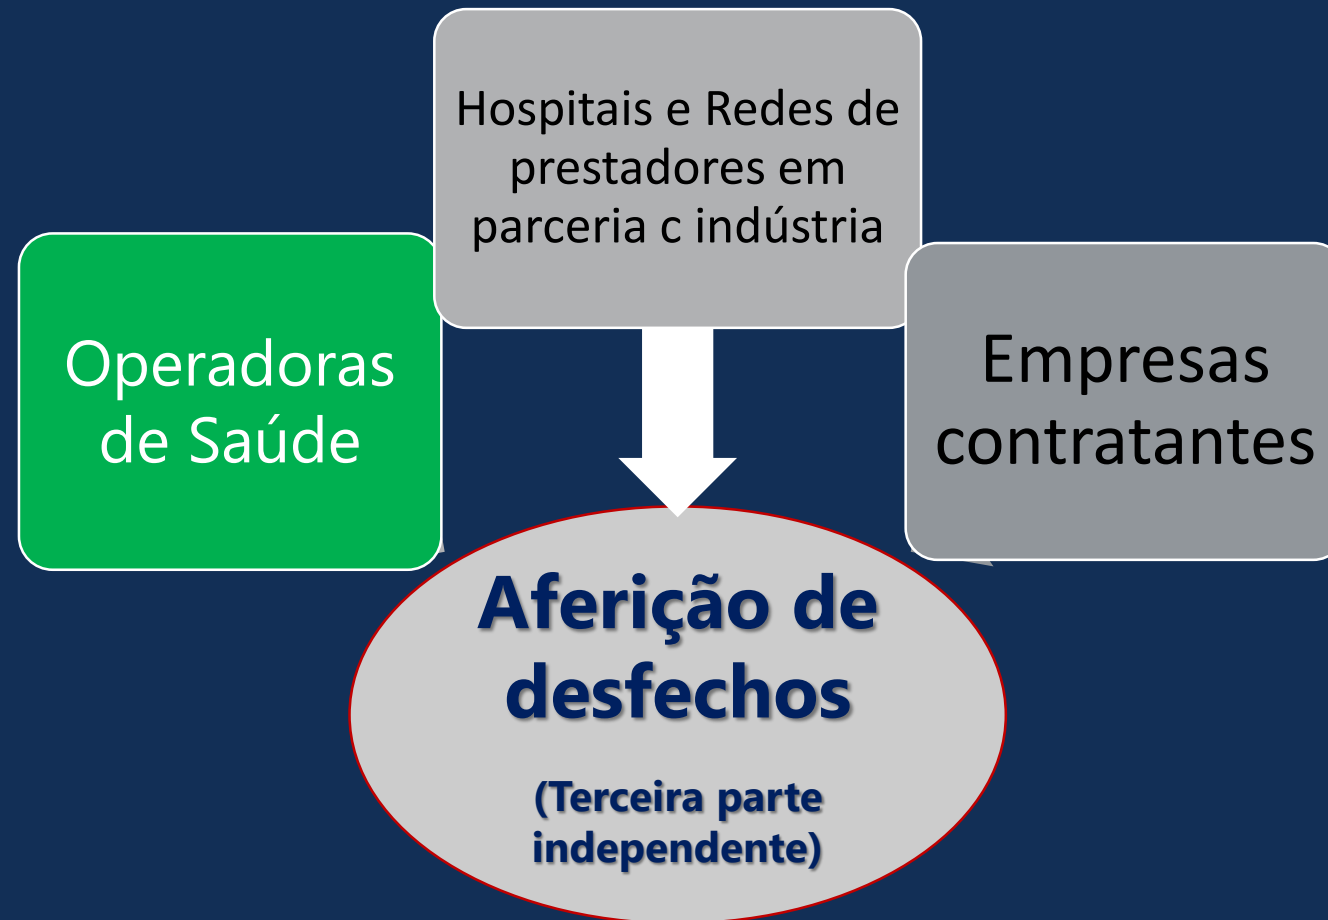 Hospitais e Redes de
prestadores em
parceria c indústria
Operadoras
de Saúde
Empresas
contratantes
Aferição de
desfechos
(Terceira parte
independente)